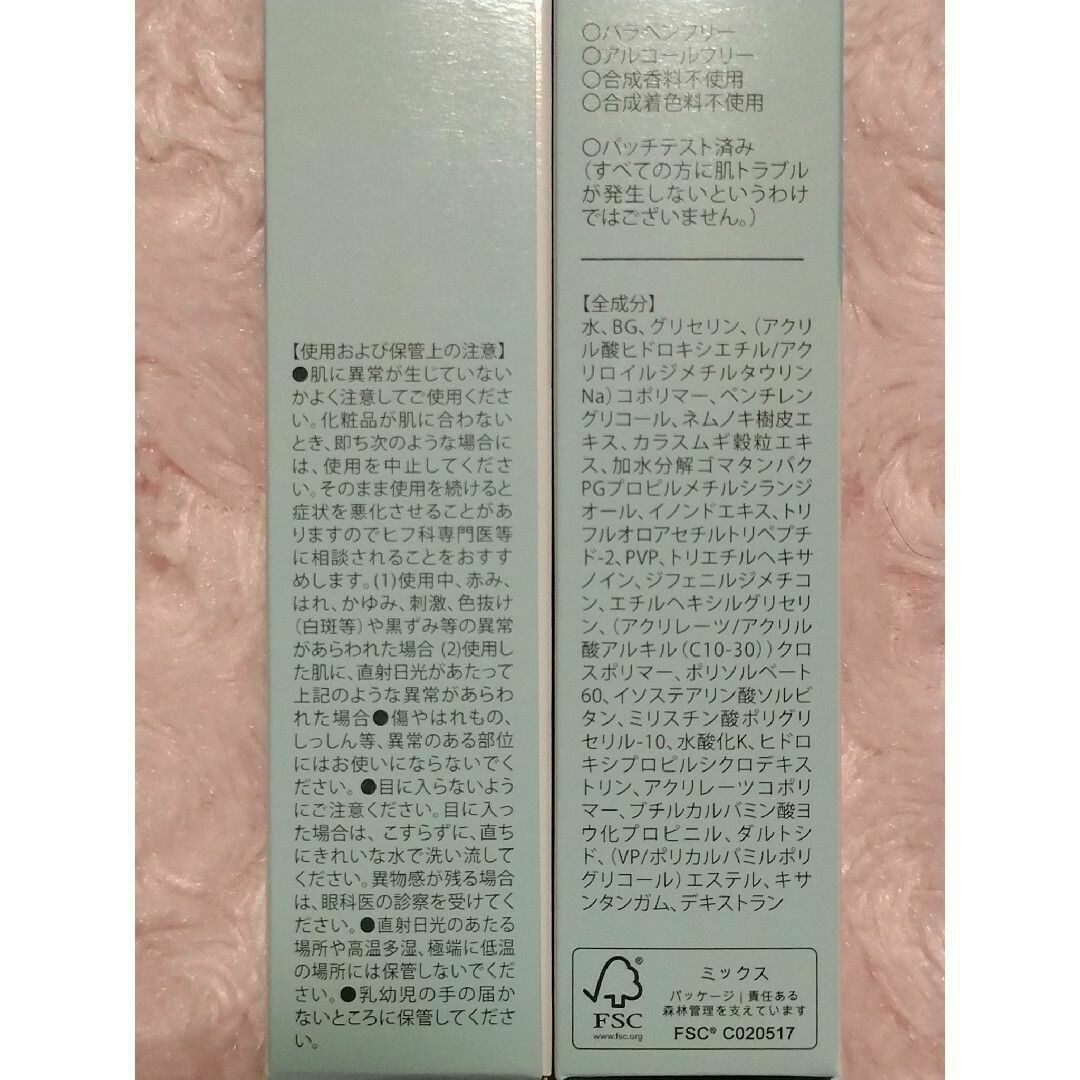 【使用および保管上の注意】
●肌に異常が生じていない
かよく注意してご使用くださ
い。化粧品が肌に合わない
とき、即ち次のような場合に
は、使用を中止してくださ
い。そのまま使用を続けると
症状を悪化させることがあ
りますのでヒフ科専門医等
に相談されることをおすす
めします。(1)使用中、赤み、
はれ、かゆみ、刺激、色抜け
（白斑等）や黒ずみ等の異常
があらわれた場合 (2)使用し
た肌に、直射日光があたって
上記のような異常があらわ
れた場合●傷やはれもの、
しっしん等、異常のある部位
にはお使いにならないでく
ださい。●目に入らないよう
にご注意ください。目に入っ
た場合は、こすらずに、直ち
にきれいな水で洗い流して
ください。異物感が残る場合
は、眼科医の診察を受けてく
ださい。●直射日光のあたる
場所や高温多湿、極端に低温
の場所には保管しないでくだ
さい。●乳幼児の手の届か
ないところに保管してくださ
い。
○パラベンフリー
○アルコールフリー
○合成香料不使用
○合成着色料不使用
○パッチテスト済み
（すべての方に肌トラブル
が発生しないというわけ
ではございません。）
【全成分】
水、BG、グリセリン、（アクリ
ル酸ヒドロキシエチル/アク
リロイルジメチルタウリン
Na）コポリマー、ペンチレン
グリコール、ネムノキ樹皮エ
キス、カラスムギ穀粒エキ
ス、加水分解ゴマタンパク
PGプロピルメチルシランジ
オール、イノンドエキス、トリ
フルオロアセチルトリペプチ
ド-2、PVP、トリエチルヘキサ
ノイン、ジフェニルジメチコ
ン、エチルヘキシルグリセリ
ン、（アクリレーツ/アクリル
酸アルキル（C10-30））クロ
スポリマー、ポリソルベート
60、イソステアリン酸ソルビ
タン、ミリスチン酸ポリグリ
セリル-10、水酸化K、ヒドロ
キシプロピルシクロデキス
トリン、アクリレーツコポリ
マー、ブチルカルバミン酸ヨ
ウ化プロピニル、ダルトシ
ド、（VP/ポリカルバミルポリ
グリコール）エステル、キサ
ンタンガム、デキストラン
FSC
www.fsc.org
ミックス
パッケージ｜責任ある
森林管理を支えています
FSC® C020517